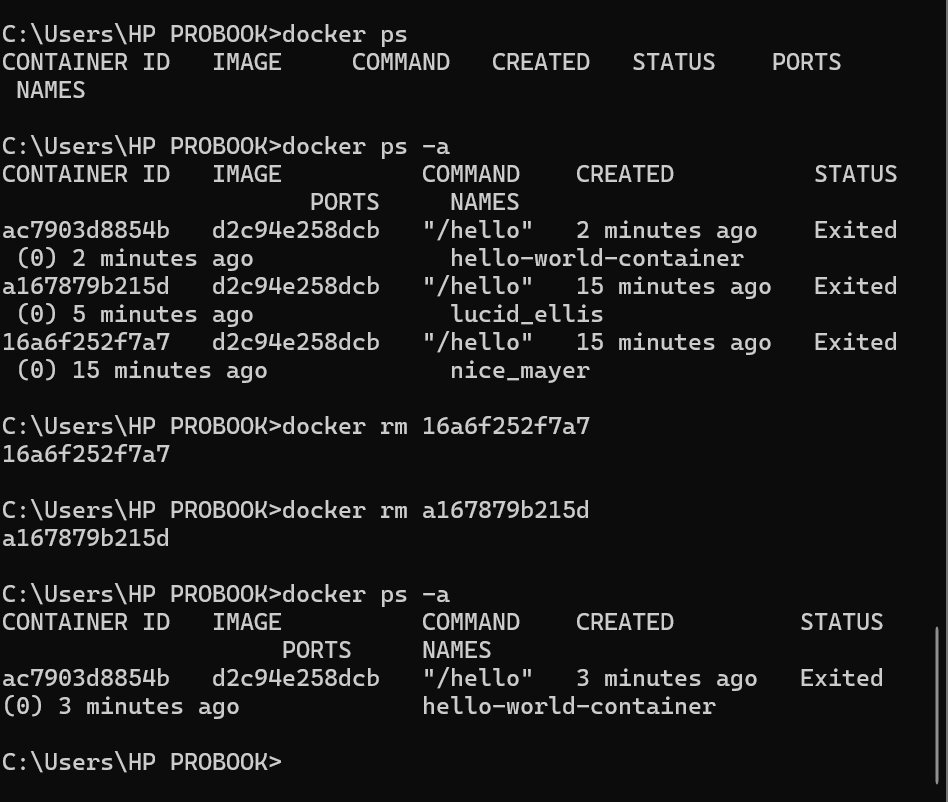 C:\Users\HP PROBOOK>docker ps
CONTAINER ID   IMAGE     COMMAND   CREATED   STATUS    PORTS
 NAMES
C:\Users\HP PROBOOK>docker ps -a
CONTAINER ID   IMAGE          COMMAND    CREATED          STATUS
                      PORTS     NAMES
ac7903d8854b   d2c94e258dcb   "/hello"   2 minutes ago    Exited
 (0) 2 minutes ago              hello-world-container
a167879b215d   d2c94e258dcb   "/hello"   15 minutes ago   Exited
 (0) 5 minutes ago              lucid_ellis
16a6f252f7a7   d2c94e258dcb   "/hello"   15 minutes ago   Exited
 (0) 15 minutes ago             nice_mayer
C:\Users\HP PROBOOK>docker rm 16a6f252f7a7
16a6f252f7a7
C:\Users\HP PROBOOK>docker rm a167879b215d
a167879b215d
C:\Users\HP PROBOOK>docker ps -a
CONTAINER ID   IMAGE          COMMAND    CREATED         STATUS
                    PORTS     NAMES
ac7903d8854b   d2c94e258dcb   "/hello"   3 minutes ago   Exited
(0) 3 minutes ago             hello-world-container
C:\Users\HP PROBOOK>